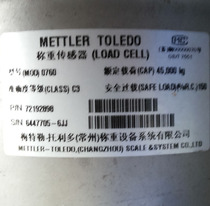 METTLER TOLEDO
称重传感器 (LOAD CELL)
型号(MOD) 0760
额定载荷(CAP) 45,000 kg
准确度等级(CLASS) C3
安全过载(SAFE LOAD)
P/N 72192898
S/N 6447705-6JJ
梅特勒-托利多(常州)称重设备系统有限公司
METTLER-TOLEDO,(CHANGZHOU) SCALE & SYSTEM CO.,LTD